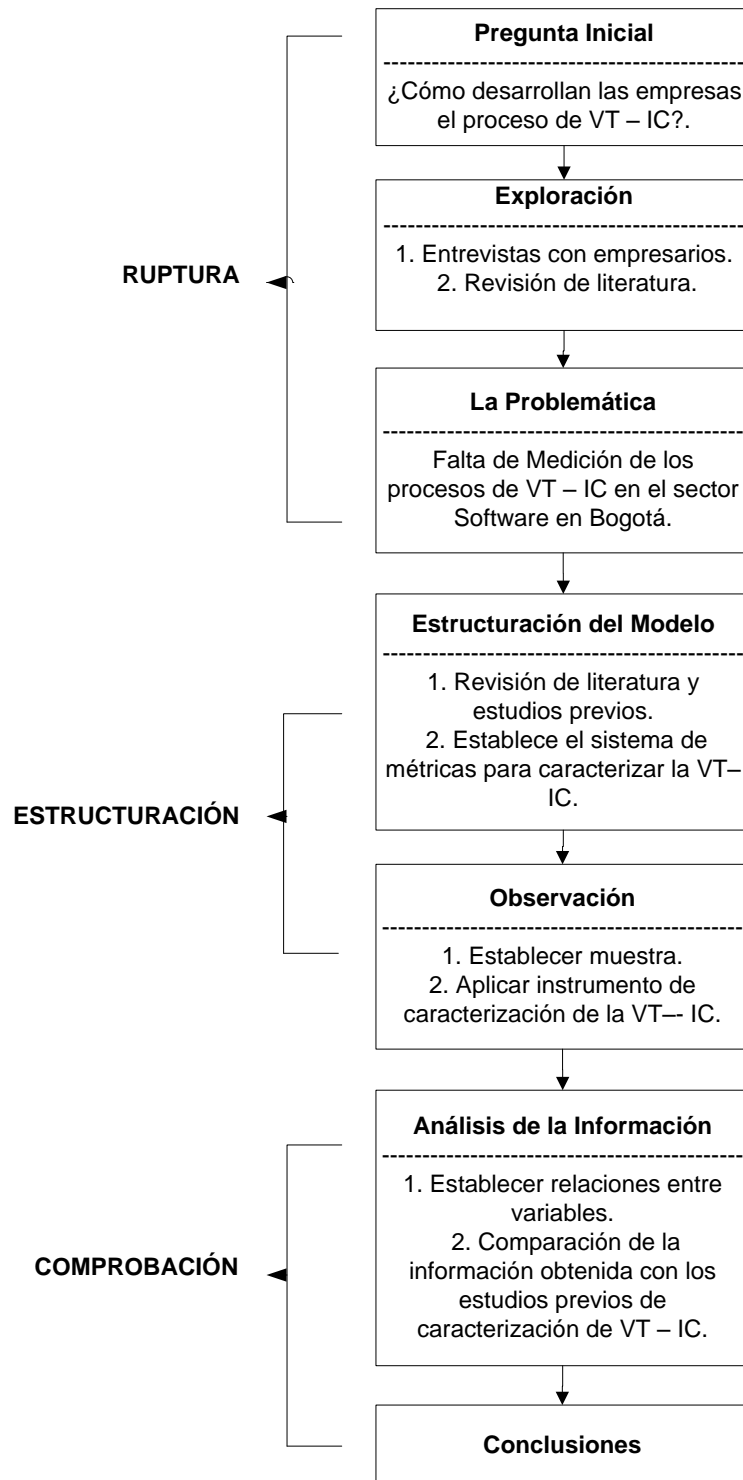 Pregunta Inicial
¿Cómo desarrollan las empresas
el proceso de VT – IC?.
Exploración
1. Entrevistas con empresarios.
2. Revisión de literatura.
RUPTURA
La Problemática
Falta de Medición de los
procesos de VT – IC en el sector
Software en Bogotá.
Estructuración del Modelo
1. Revisión de literatura y
estudios previos.
2. Establece el sistema de
métricas para caracterizar la VT–
IC.
ESTRUCTURACIÓN
Observación
1. Establecer muestra.
2. Aplicar instrumento de
caracterización de la VT–- IC.
Análisis de la Información
1. Establecer relaciones entre
variables.
2. Comparación de la
información obtenida con los
estudios previos de
caracterización de VT – IC.
COMPROBACIÓN
Conclusiones